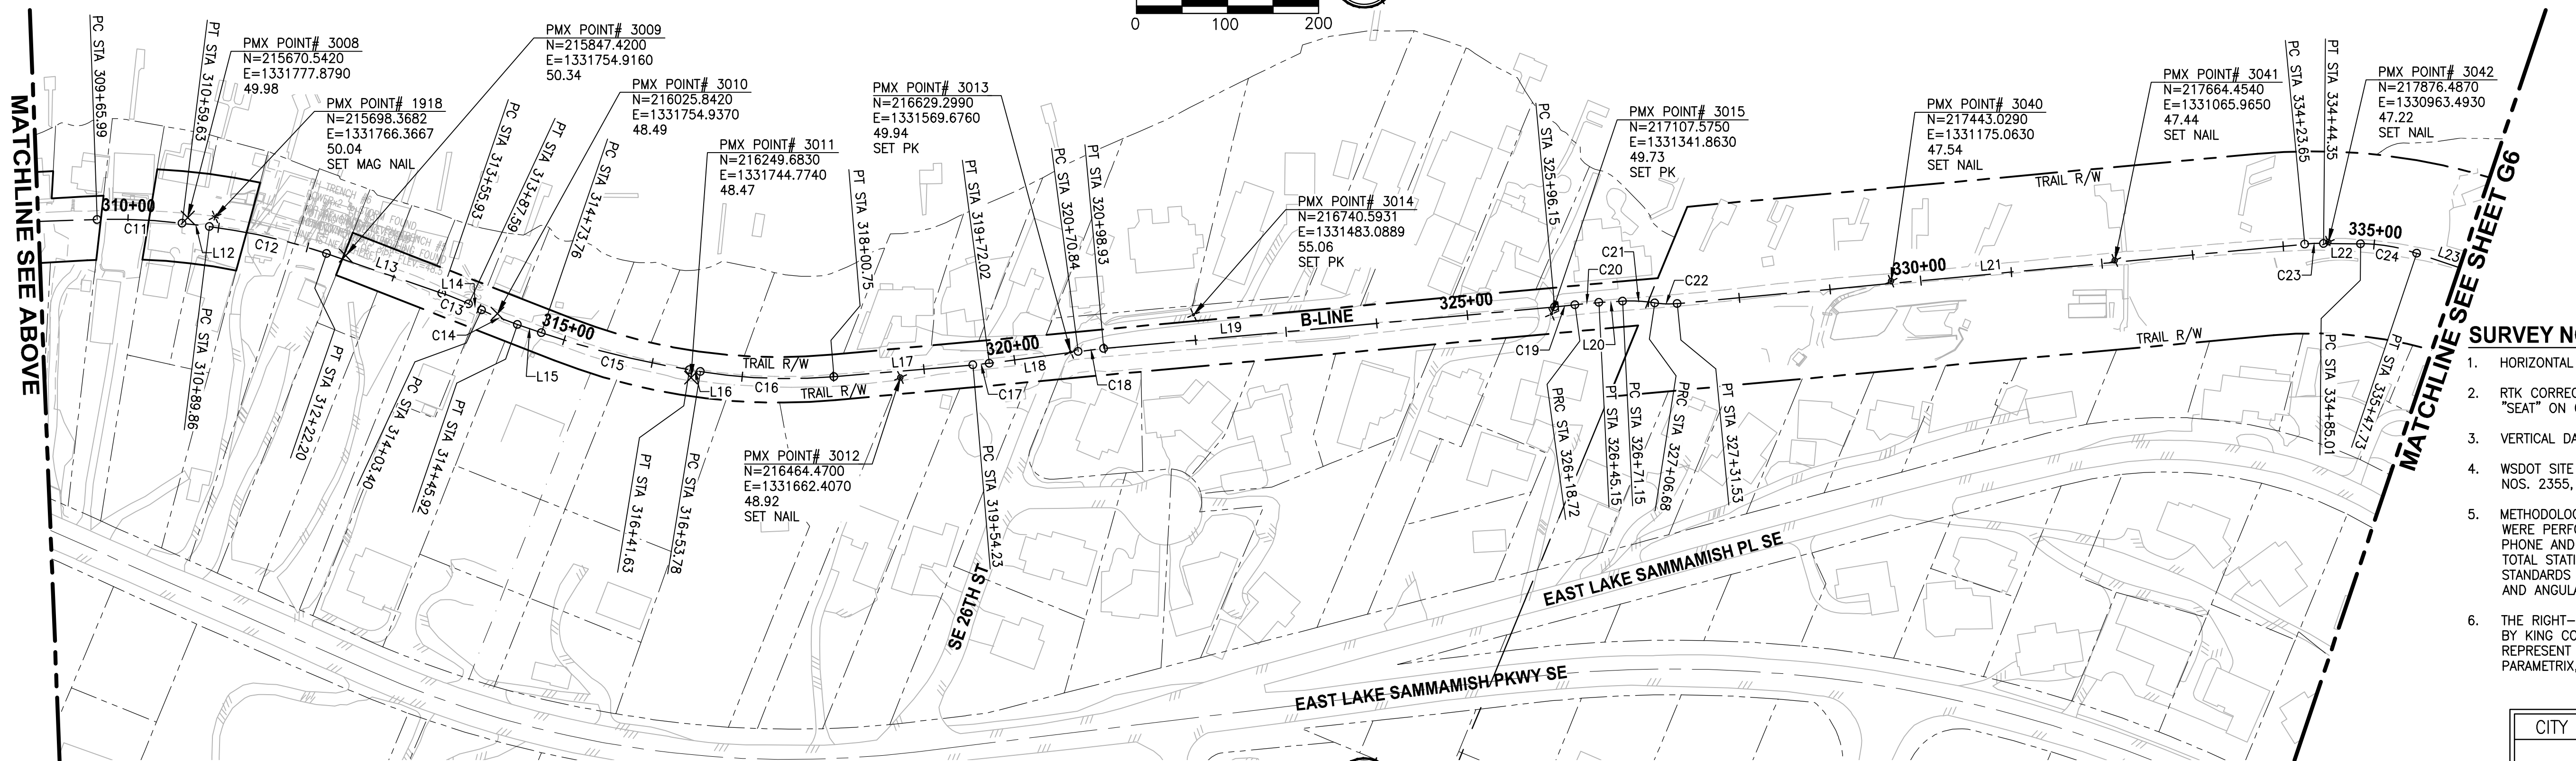 0 100 200
MATCHLINE SEE ABOVE
PC STA 309+65.99
PT STA 310+59.63
PMX POINT# 3008
N=215670.5420
E=1331777.8790
49.98
PMX POINT# 1918
N=215698.3682
E=1331766.3667
50.04
SET MAG NAIL
PMX POINT# 3009
N=215847.4200
E=1331754.9160
50.34
PC STA 313+55.93
PT STA 313+87.59
PC STA 314+73.76
PMX POINT# 3010
N=216025.8420
E=1331754.9370
48.49
PMX POINT# 3011
N=216249.6830
E=1331744.7740
48.47
PT STA 318+00.75
PMX POINT# 3013
N=216629.2990
E=1331569.6760
49.94
SET PK
PT STA 319+72.02
PC STA 320+70.84
PT STA 320+98.93
PMX POINT# 3014
N=216740.5931
E=1331483.0889
55.06
SET PK
PC STA 325+96.15
PMX POINT# 3015
N=217107.5750
E=1331341.8630
49.73
SET PK
PMX POINT# 3040
N=217443.0290
E=1331175.0630
47.54
SET NAIL
PMX POINT# 3041
N=217664.4540
E=1331065.9650
47.44
SET NAIL
PC STA 334+23.65
PT STA 334+44.35
PMX POINT# 3042
N=217876.4870
E=1330963.4930
47.22
SET NAIL
310+00
C11
L12
C12
L13
L14
C13
C14
315+00
L15
C15
L16
C16
TRAIL R/W
TRAIL R/W
L17
320+00
C17
L18
C18
L19
B-LINE
325+00
C19
C20
L20
C21
C22
330+00
L21
TRAIL R/W
TRAIL R/W
C23
L22
335+00
C24
L23
PC STA 310+89.86
PT STA 312+22.20
PC STA 314+03.40
PT STA 314+45.92
PT STA 316+41.63
PC STA 316+53.78
PMX POINT# 3012
N=216464.4700
E=1331662.4070
48.92
SET NAIL
PC STA 319+54.23
PRC STA 326+18.72
PT STA 326+45.15
PC STA 326+71.15
PRC STA 327+06.68
PT STA 327+31.53
PC STA 334+85.01
PT STA 335+47.73
MATCHLINE SEE SHEET G6
SE 26TH ST
EAST LAKE SAMMAMISH PL SE
EAST LAKE SAMMAMISH PKWY SE
SURVEY
1. HORIZONTAL
2. RTK
"SEAT" ON
3. VERTICAL
4. WSDOT SITE
NOS. 2355,
5.
WERE
PHONE AND
TOTAL
STANDARDS
AND
6. THE
BY KING
REPRESENT
PARAMETRIX,
CITY